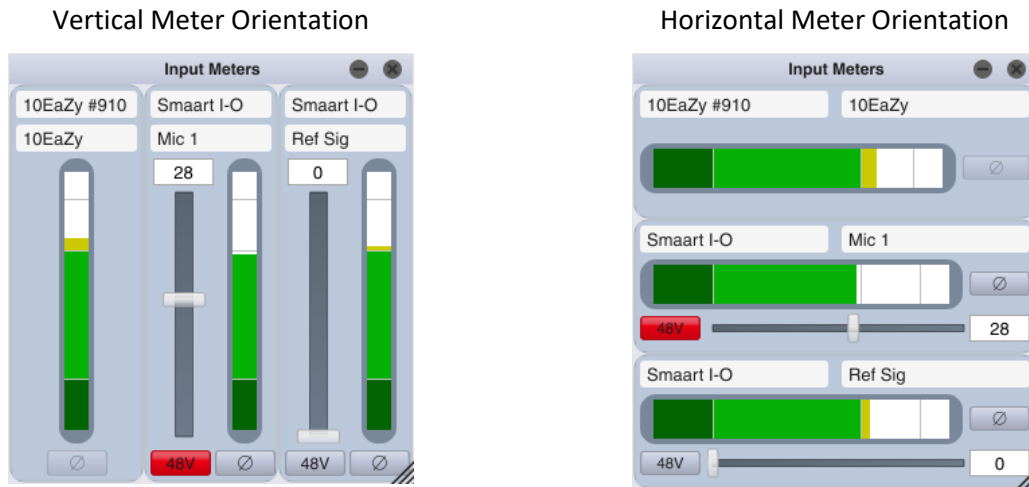 Vertical Meter Orientation
Input Meters
10EaZy #910 Smaart I-O Smaart I-O
10EaZy Mic 1 Ref Sig
28 0
∅ 48V ∅ 48V ∅
Horizontal Meter Orientation
Input Meters
10EaZy #910 10EaZy
∅
Smaart I-O Mic 1
∅
48V 28
Smaart I-O Ref Sig
∅
48V 0